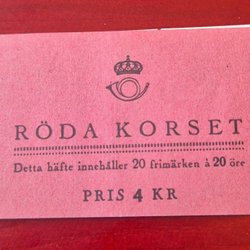 RÖDA KORSET
Detta häfte innehåller 20 frimärken à 20 öre
PRIS 4 KR